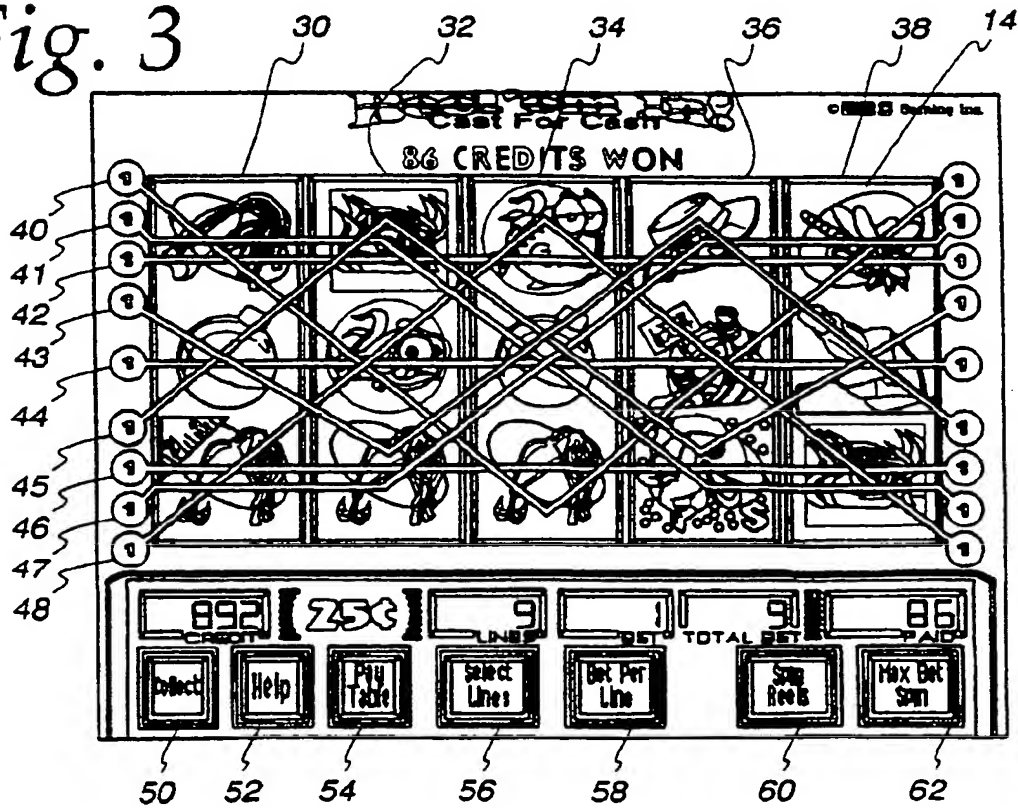 Fig. 3
30 32 34 36 38 14
Cast For Cash
86 CREDITS WON
40
41
42
43
44
45
46
47
48
892 25¢ 9 1 9 86
CREDIT LINES BET TOTAL BET PAID
Collect Help Pay Table Select Lines Bet Per Line Spin Reels Max Bet Spin
50 52 54 56 58 60 62